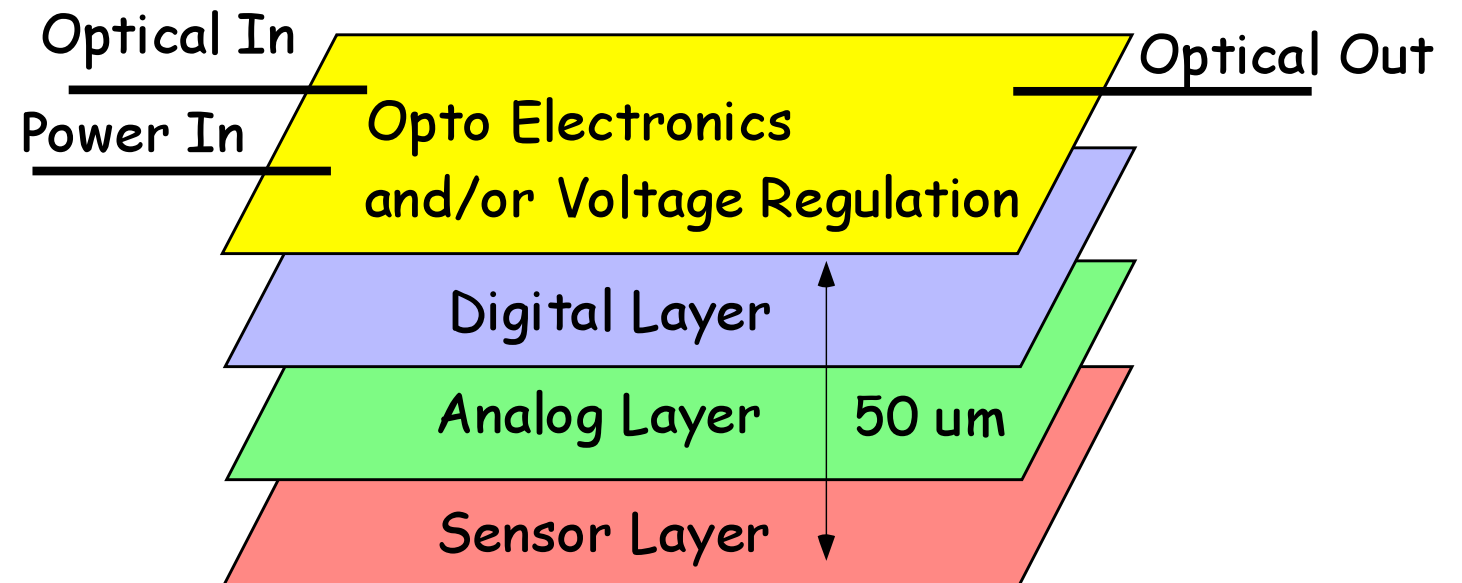 Optical In
Optical Out
Power In
Opto Electronics
and/or Voltage Regulation
Digital Layer
Analog Layer
50 um
Sensor Layer